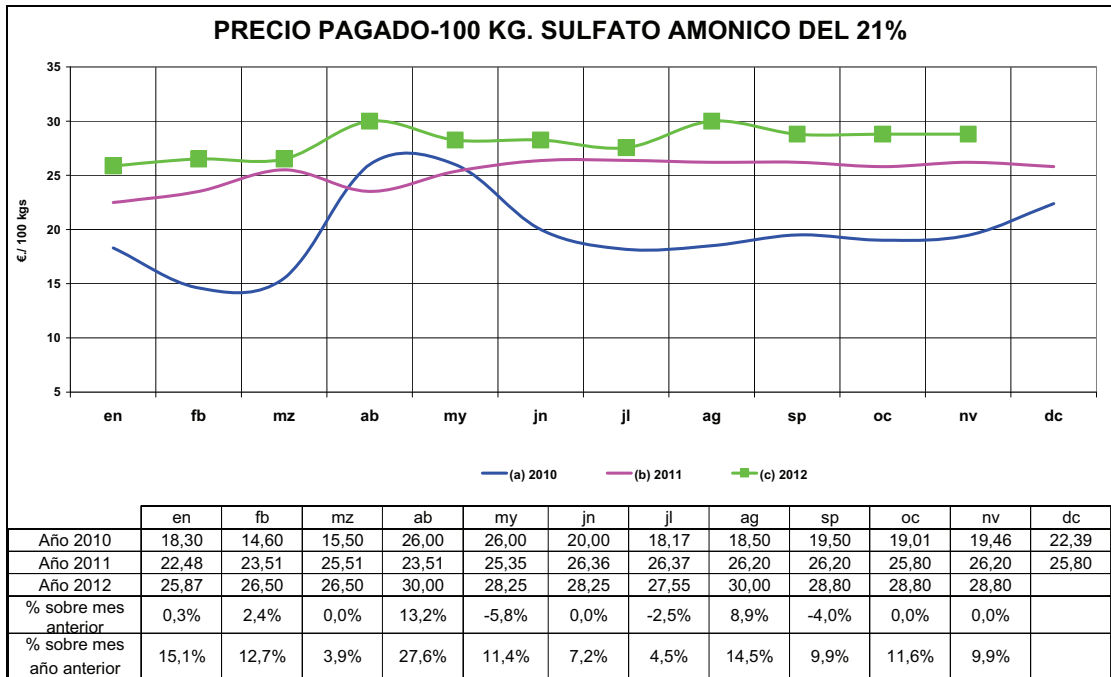 PRECIO PAGADO-100 KG. SULFATO AMONICO DEL 21%
35
30
25
20
15
10
5
€./ 100 kgs
en fb mz ab my jn jl ag sp oc nv dc
(a) 2010 (b) 2011 (c) 2012
en fb mz ab my jn jl ag sp oc nv dc
Año 2010 18,30 14,60 15,50 26,00 26,00 20,00 18,17 18,50 19,50 19,01 19,46 22,39
Año 2011 22,48 23,51 25,51 23,51 25,35 26,36 26,37 26,20 26,20 25,80 26,20 25,80
Año 2012 25,87 26,50 26,50 30,00 28,25 28,25 27,55 30,00 28,80 28,80 28,80
% sobre mes
anterior 0,3% 2,4% 0,0% 13,2% -5,8% 0,0% -2,5% 8,9% -4,0% 0,0% 0,0%
% sobre mes
año anterior 15,1% 12,7% 3,9% 27,6% 11,4% 7,2% 4,5% 14,5% 9,9% 11,6% 9,9%